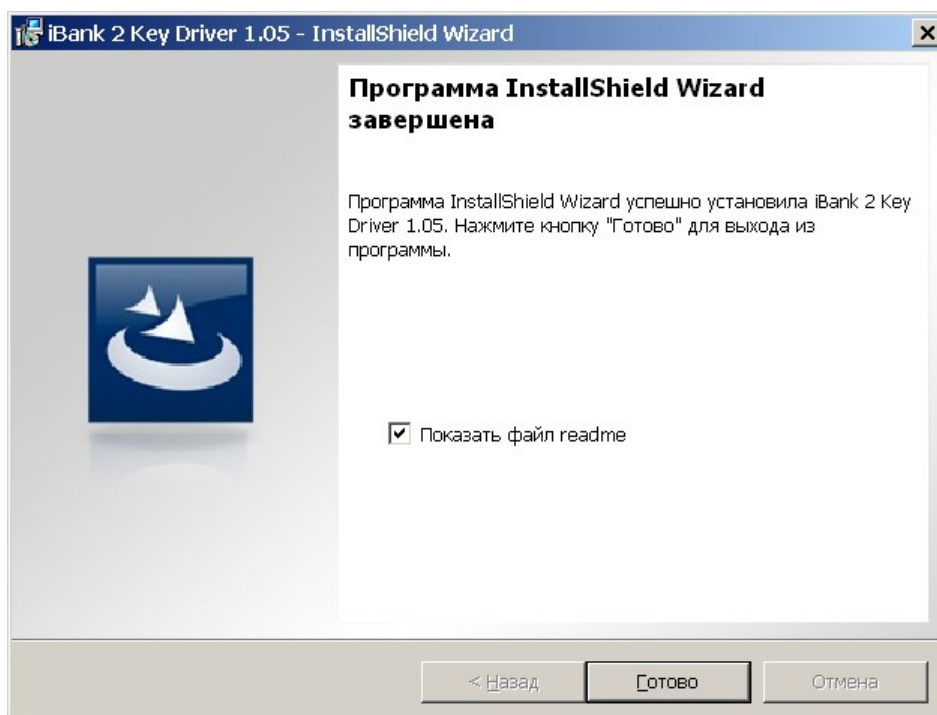 iBank 2 Key Driver 1.05 - InstallShield Wizard
Программа InstallShield Wizard
завершена
Программа InstallShield Wizard успешно установила iBank 2 Key
Driver 1.05. Нажмите кнопку "Готово" для выхода из
программы.
Показать файл readme
< Назад
Готово
Отмена